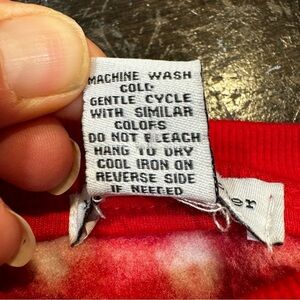 MACHINE WASH
COLD
GENTLE CYCLE
WITH SIMILAR
COLORS
DO NOT BLEACH
HANG TO DRY
COOL IRON ON
REVERSE SIDE
IF NEEDED
er